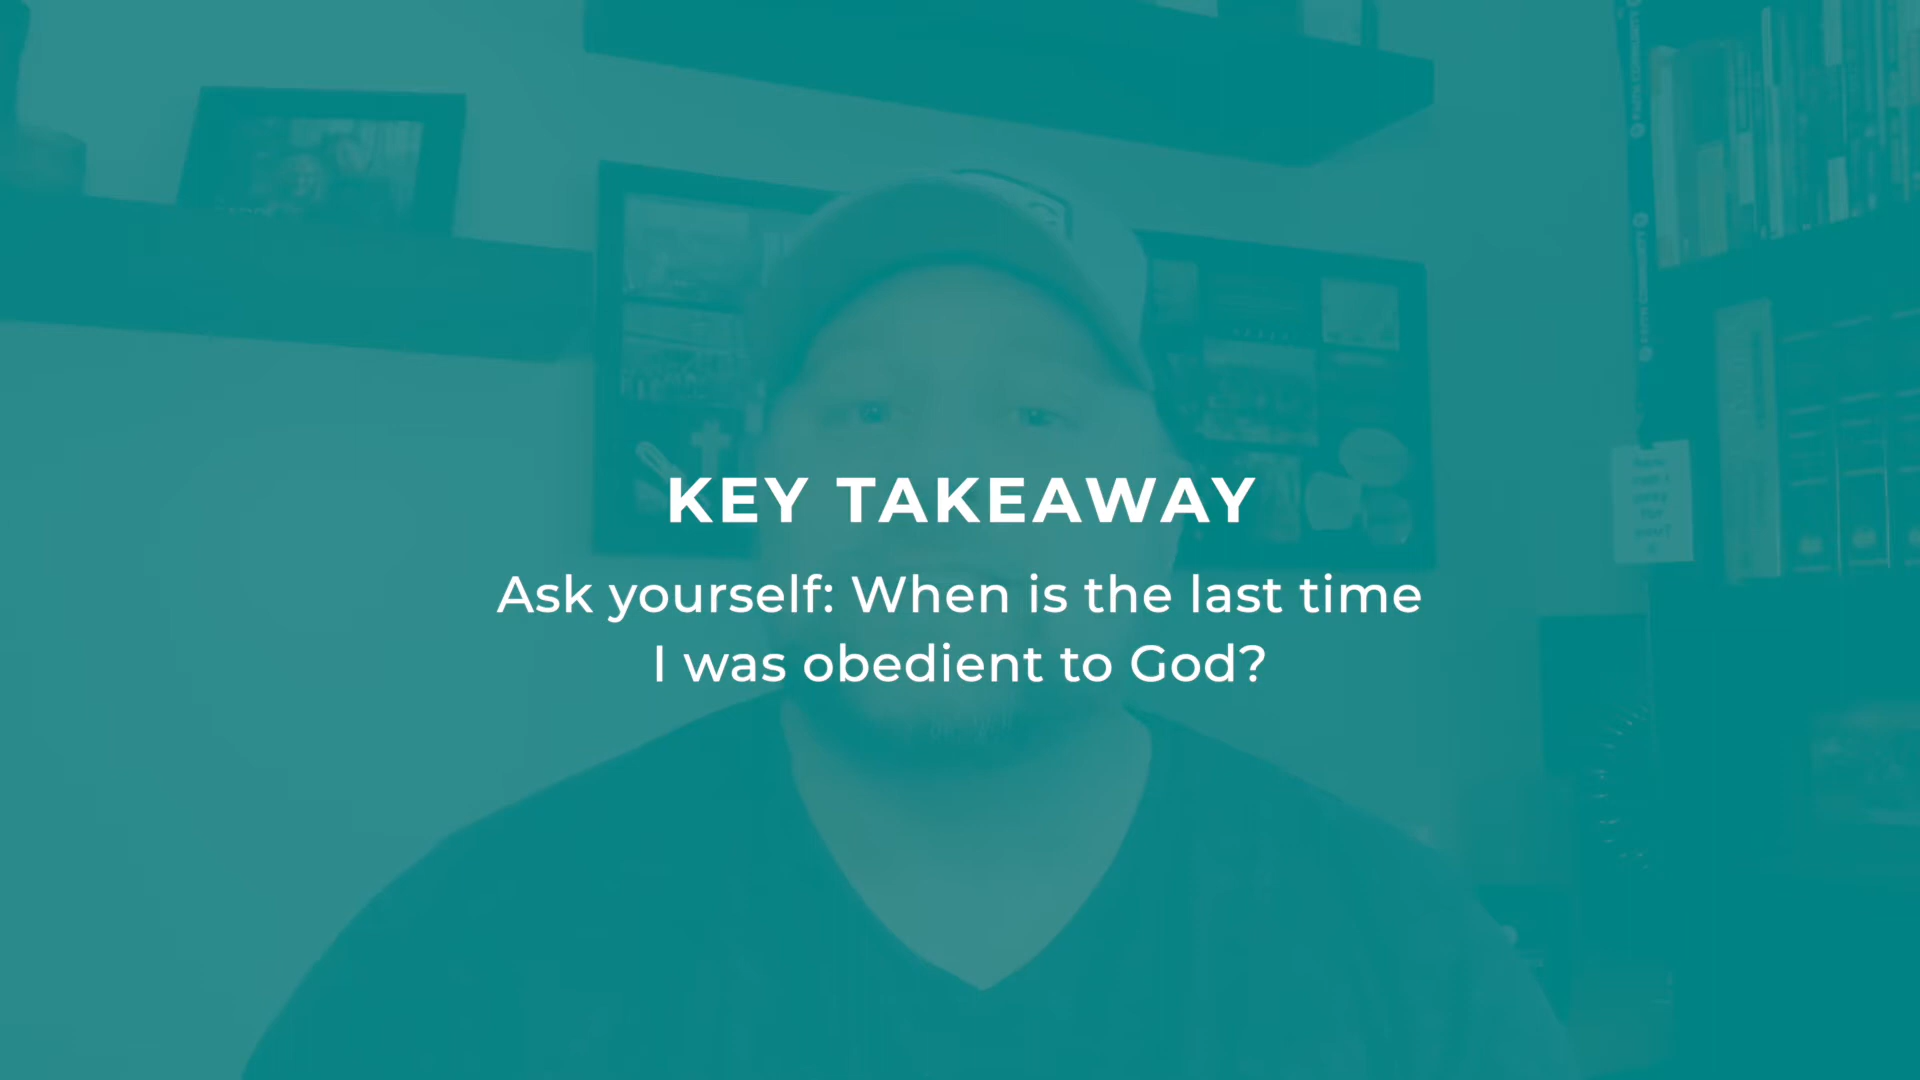 KEY TAKEAWAY
Ask yourself: When is the last time
I was obedient to God?